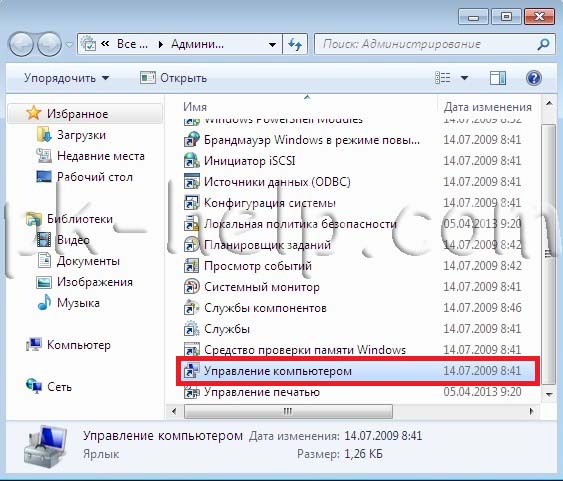 « Все ... ▸ Админи... Поиск: Администрирование
Упорядочить Открыть
Имя Дата изменения
Избранное
Загрузки
Недавние места
Рабочий стол
Библиотеки
Видео
Документы
Изображения
Музыка
Компьютер
Сеть
Windows PowerShell Modules 14.07.2009 8:52
Брандмауэр Windows в режиме повы... 14.07.2009 8:41
Инициатор iSCSI 14.07.2009 8:41
Источники данных (ODBC) 14.07.2009 8:41
Конфигурация системы 14.07.2009 8:41
Локальная политика безопасности 05.04.2013 9:20
Планировщик заданий 14.07.2009 8:42
Просмотр событий 14.07.2009 8:42
Системный монитор 14.07.2009 8:41
Службы компонентов 14.07.2009 8:46
Службы 14.07.2009 8:41
Средство проверки памяти Windows 14.07.2009 8:41
Управление компьютером 14.07.2009 8:41
Управление печатью 05.04.2013 9:20
pk-help.com
Управление компьютером Дата изменения: 14.07.2009 8:41
Ярлык Размер: 1,26 КБ